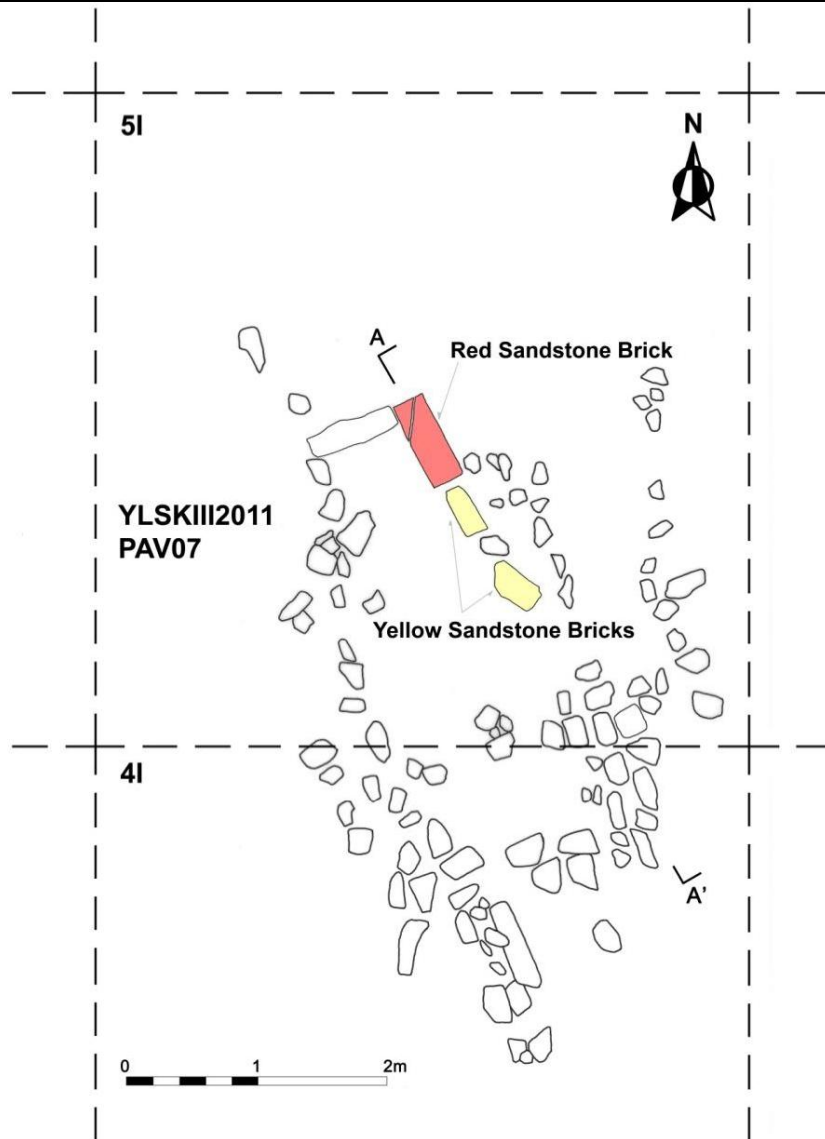 5I
N
A
Red Sandstone Brick
YLSKIII2011
PAV07
Yellow Sandstone Bricks
4I
A'
0 1 2m